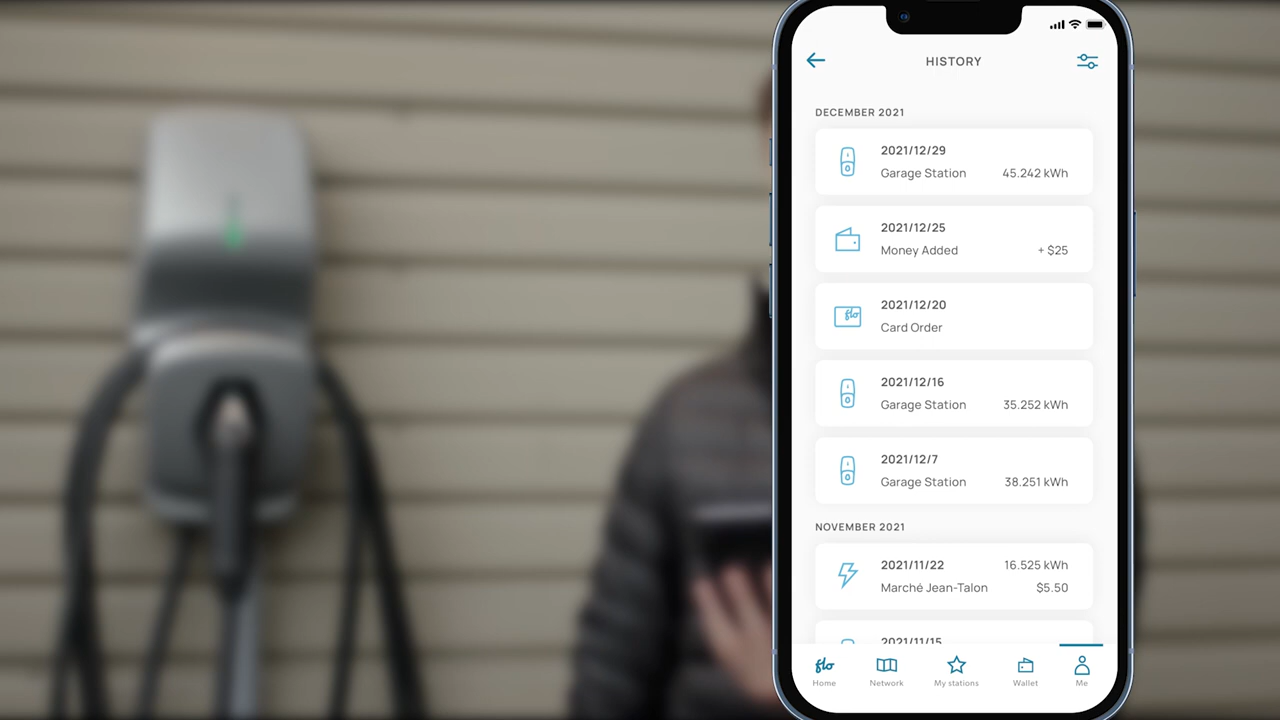 HISTORY
DECEMBER 2021
2021/12/29
Garage Station 45.242 kWh
2021/12/25
Money Added + $25
flo
2021/12/20
Card Order
2021/12/16
Garage Station 35.252 kWh
2021/12/7
Garage Station 38.251 kWh
NOVEMBER 2021
2021/11/22 16.525 kWh
Marché Jean-Talon $5.50
2021/11/15
flo
Home Network My stations Wallet Me